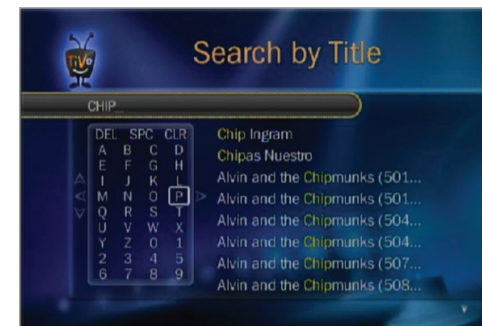 TiVo
Search by Title
CHIP_
DEL SPC CLR
A B C D
E F G H
I J K L
M N O P
Q R S T
U V W X
Y Z 0 1
2 3 4 5
6 7 8 9
Chip Ingram
Chipas Nuestro
Alvin and the Chipmunks (501...
Alvin and the Chipmunks (501...
Alvin and the Chipmunks (504...
Alvin and the Chipmunks (504...
Alvin and the Chipmunks (507...
Alvin and the Chipmunks (508...